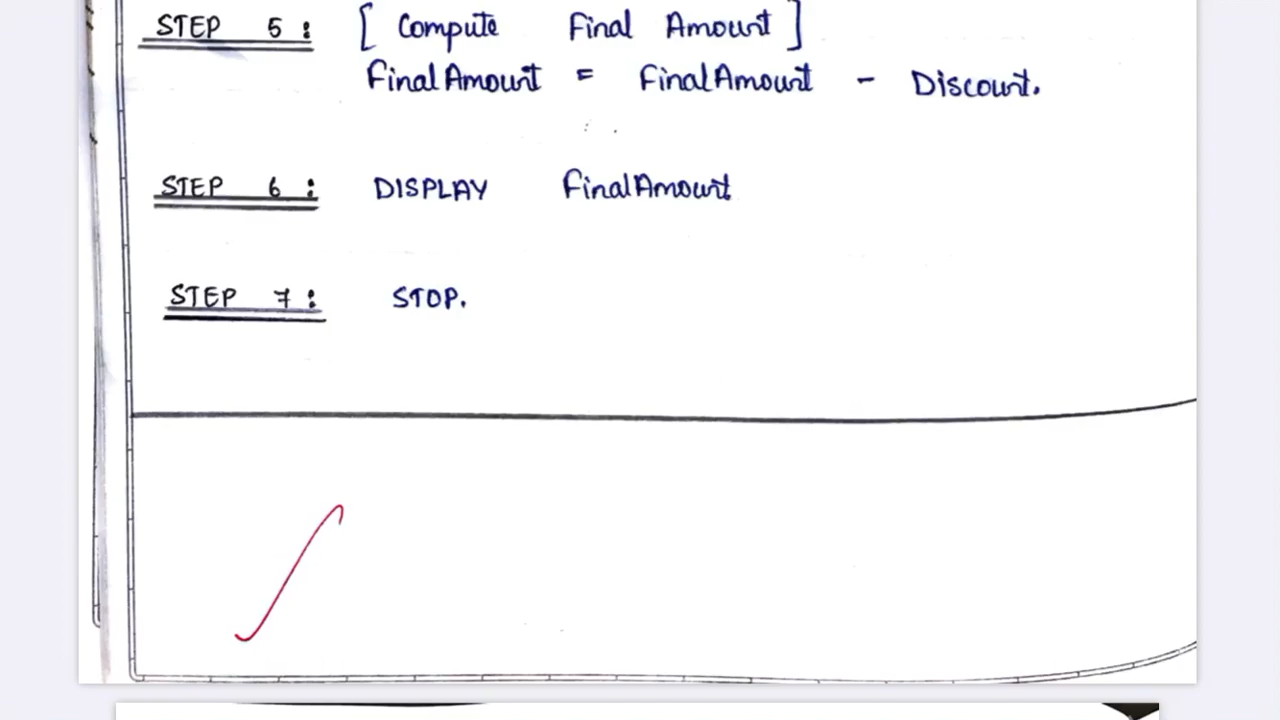 STEP 5 : [ Compute Final Amount ]
FinalAmount = FinalAmount - Discount.
STEP 6 : DISPLAY FinalAmount
STEP 7 : STOP.